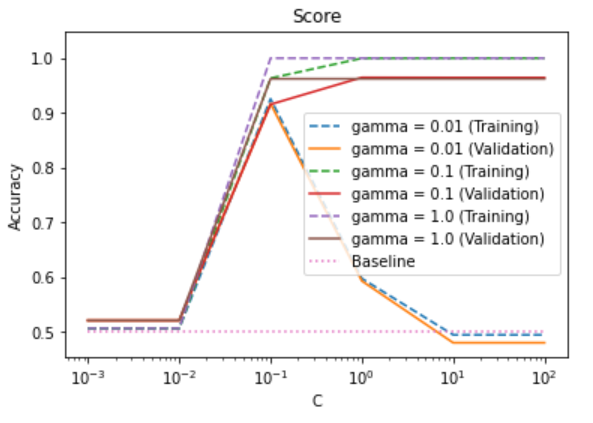 Score
1.0
0.9
0.8
0.7
0.6
0.5
Accuracy
gamma = 0.01 (Training)
gamma = 0.01 (Validation)
gamma = 0.1 (Training)
gamma = 0.1 (Validation)
gamma = 1.0 (Training)
gamma = 1.0 (Validation)
Baseline
10⁻³ 10⁻² 10⁻¹ 10⁰ 10¹ 10²
C